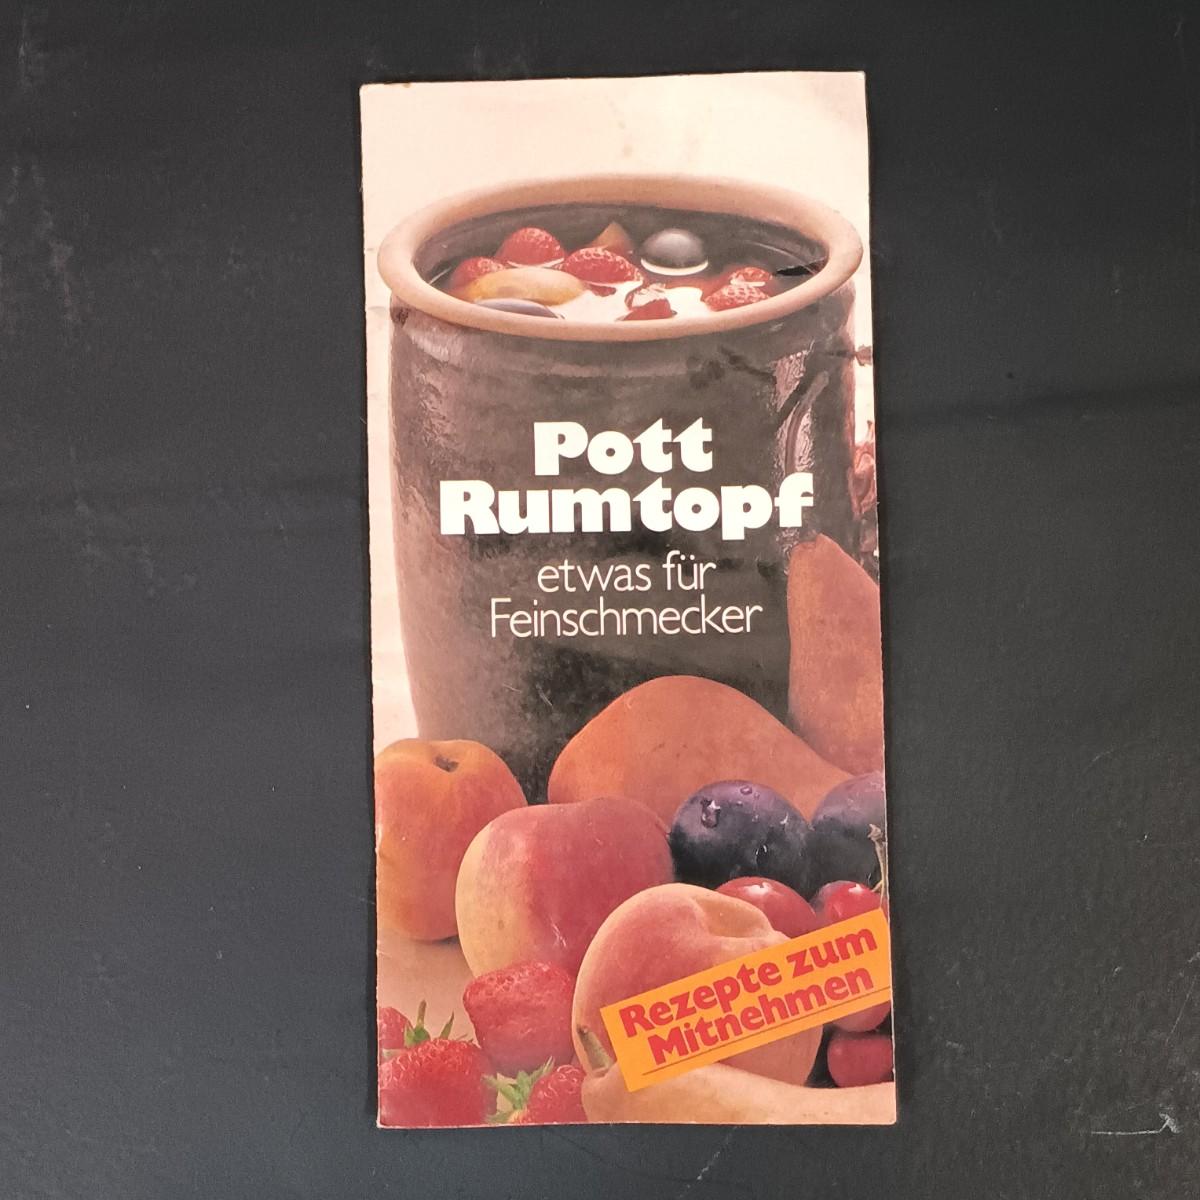 Pott
Rumtopf
etwas für
Feinschmecker
Rezepte zum
Mitnehmen